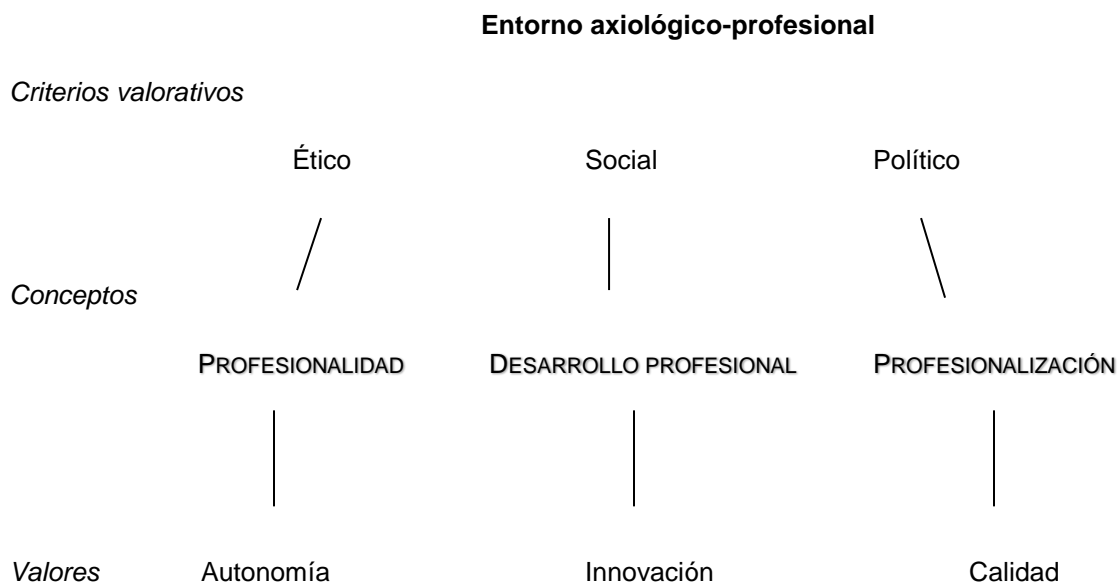 Entorno axiológico-profesional
Criterios valorativos
Ético Social Político
Conceptos
PROFESIONALIDAD DESARROLLO PROFESIONAL PROFESIONALIZACIÓN
Valores Autonomía Innovación Calidad